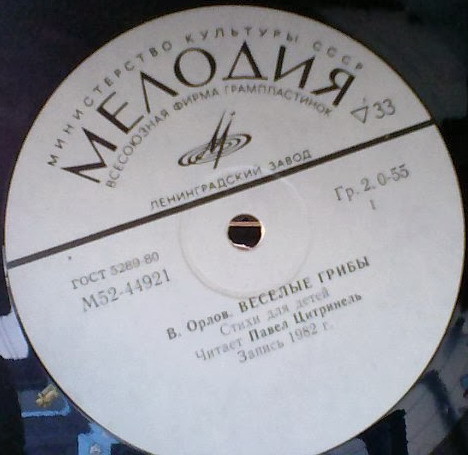 МИНИСТЕРСТВО КУЛЬТУРЫ СССР
МЕЛОДИЯ
ВСЕСОЮЗНАЯ ФИРМА ГРАМПЛАСТИНОК
▽33
ЛЕНИНГРАДСКИЙ ЗАВОД
ГОСТ 5289-80
М52-44921
Гр. 2. 0-55
1
В. Орлов. ВЕСЕЛЫЕ ГРИБЫ
Стихи для детей
Читает Павел Цитринель
Запись 1982 г.